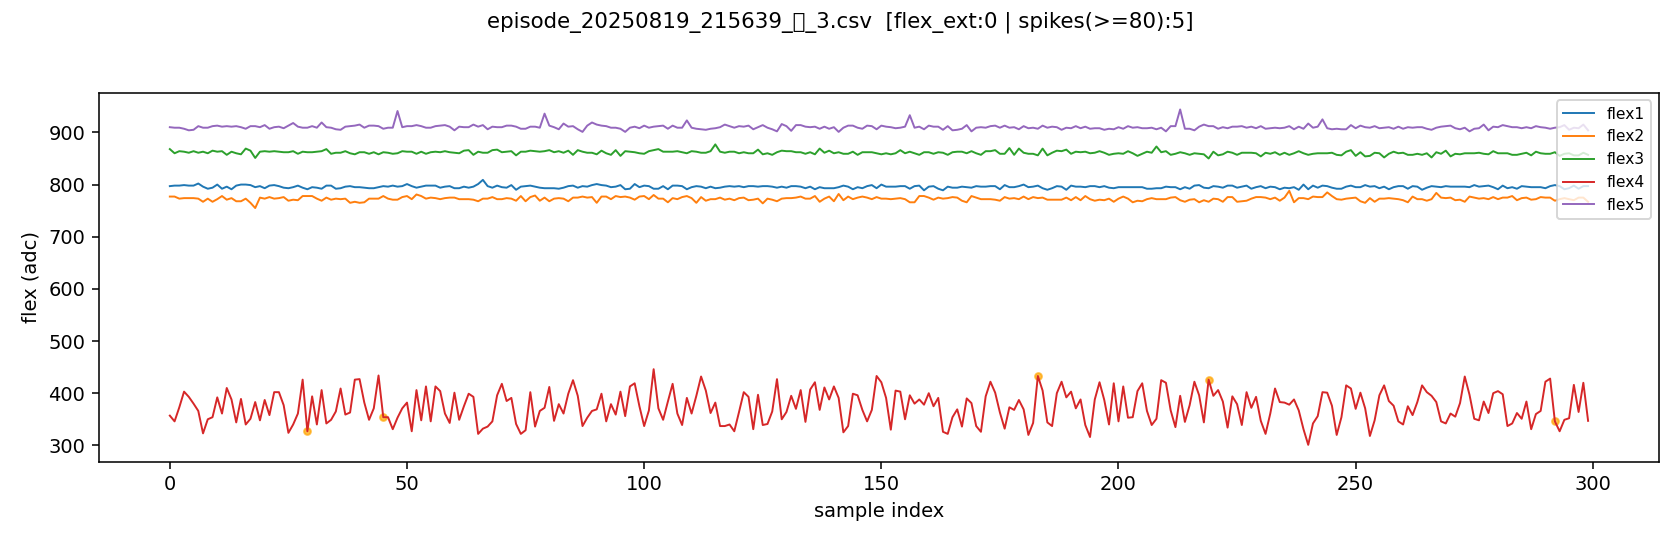 episode_20250819_215639_▯_3.csv [flex_ext:0 | spikes(>=80):5]
flex1
flex2
flex3
flex4
flex5
900
800
700
600
500
400
300
flex (adc)
0 50 100 150 200 250 300
sample index